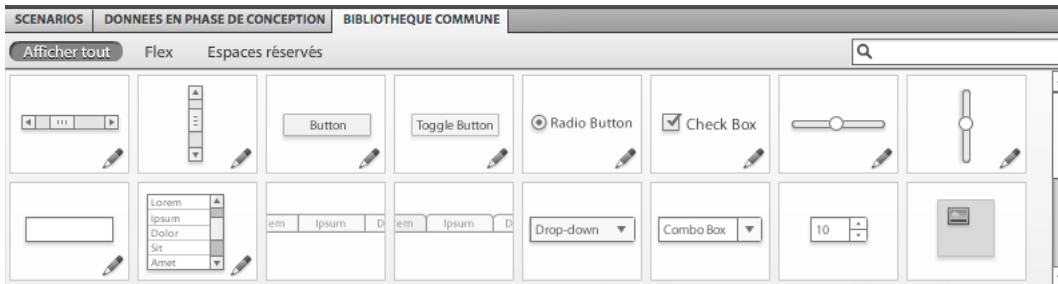 SCENARIOS DONNEES EN PHASE DE CONCEPTION BIBLIOTHEQUE COMMUNE
Afficher tout Flex Espaces réservés
Button Toggle Button Radio Button Check Box
Lorem
Ipsum
Dolor
Sit
Amet
em Ipsum D
em Ipsum D
Drop-down
Combo Box
10